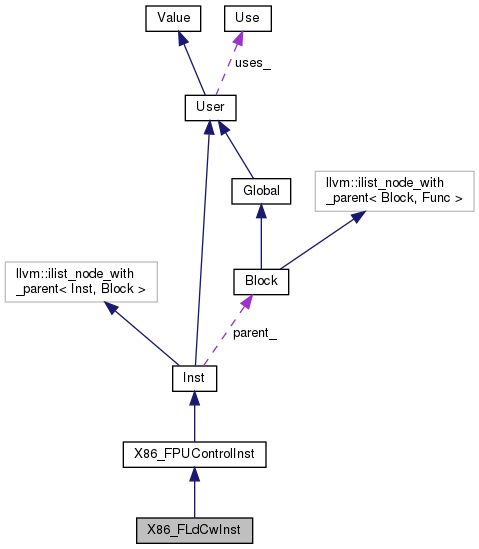 Value
Use
uses_
User
Global
llvm::ilist_node_with
_parent< Block, Func >
llvm::ilist_node_with
_parent< Inst, Block >
Block
parent_
Inst
X86_FPUControlInst
X86_FLdCwInst